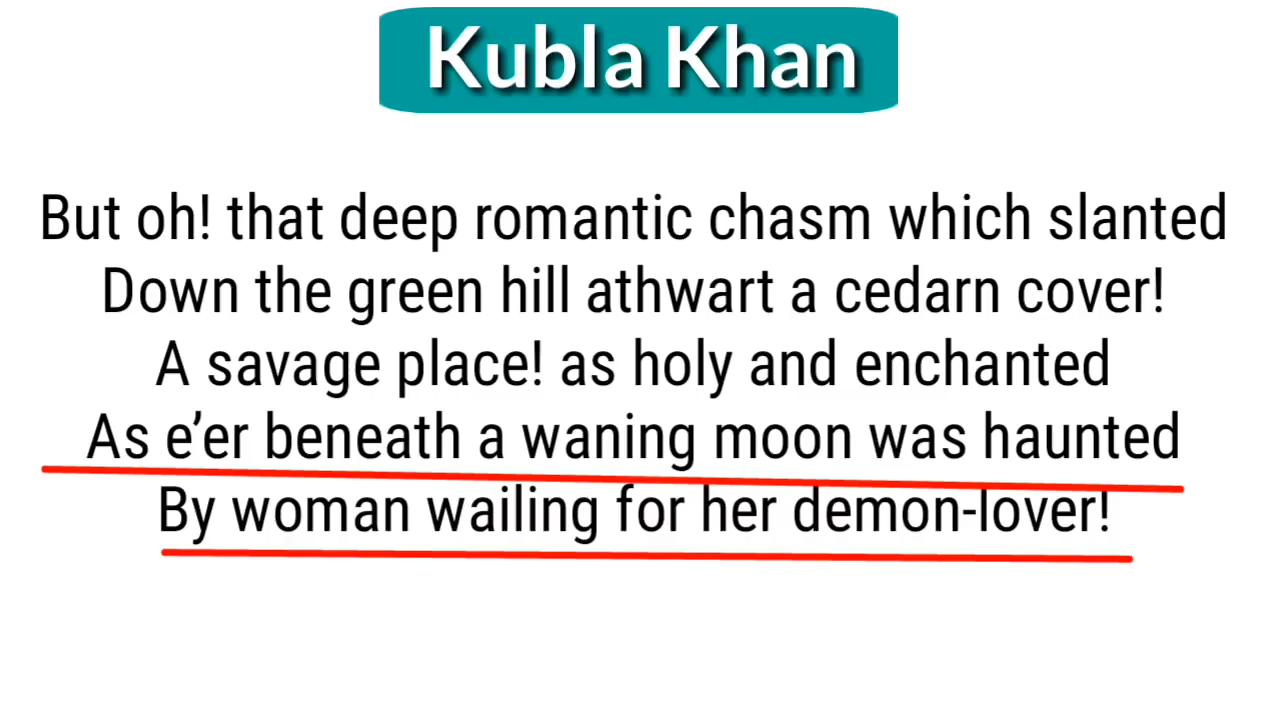 Kubla Khan
But oh! that deep romantic chasm which slanted
Down the green hill athwart a cedarn cover!
A savage place! as holy and enchanted
As e’er beneath a waning moon was haunted
By woman wailing for her demon-lover!